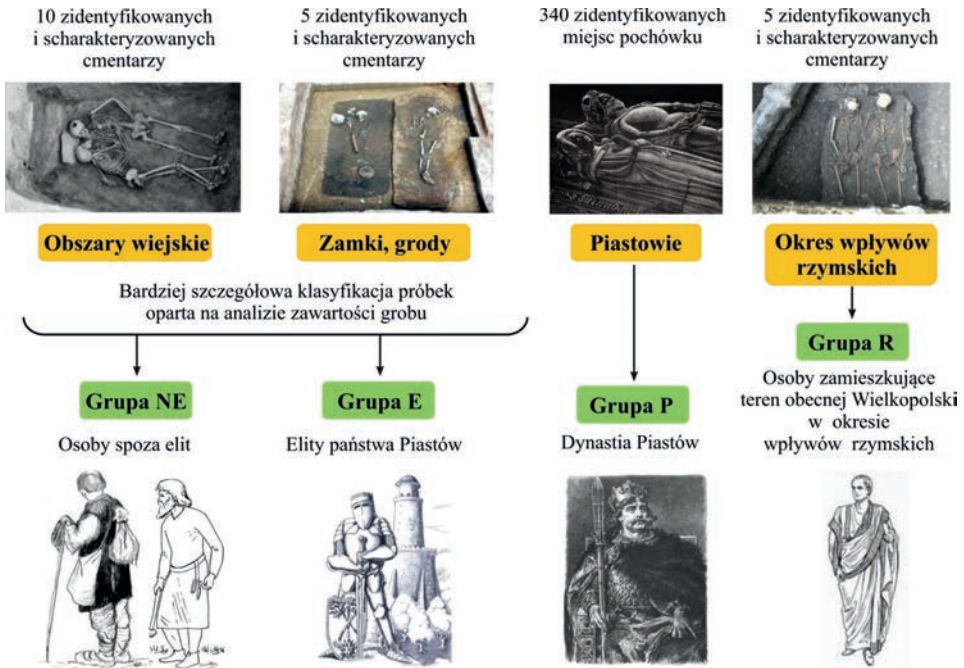 10 zidentyfikowanych
i scharakteryzowanych
cmentarzy
5 zidentyfikowanych
i scharakteryzowanych
cmentarzy
340 zidentyfikowanych
miejsc pochówku
5 zidentyfikowanych
i scharakteryzowanych
cmentarzy
Obszary wiejskie
Zamki, grody
Piastowie
Okres wpływów
rzymskich
Bardziej szczegółowa klasyfikacja próbek
oparta na analizie zawartości grobu
Grupa NE
Osoby spoza elit
Grupa E
Elity państwa Piastów
Grupa P
Dynastia Piastów
Grupa R
Osoby zamieszkujące
teren obecnej Wielkopolski
w okresie
wpływów rzymskich